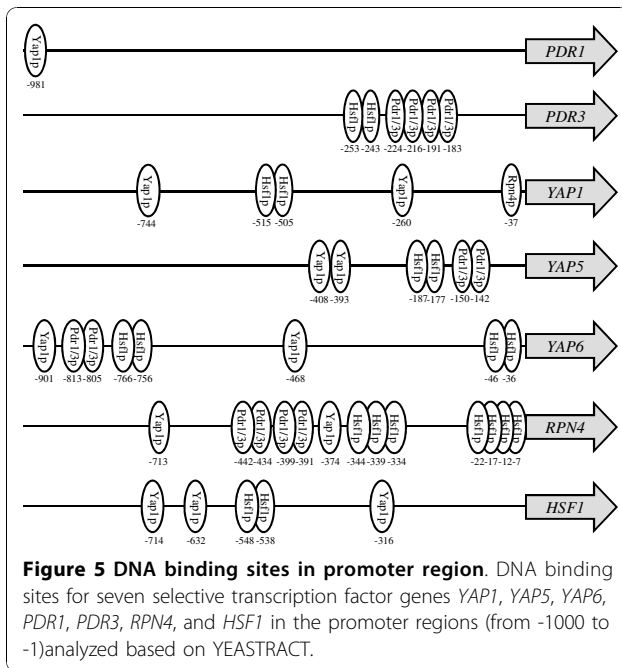 Yap1p
-981
PDR1
Hsf1p Hsf1p Pdr1/3p Pdr1/3p Pdr1/3p Pdr1/3p
-253 -243 -224 -216 -191 -183
PDR3
Yap1p Hsf1p Hsf1p Yap1p Rpn4p
-744 -515 -505 -260 -37
YAP1
Yap1p Yap1p Hsf1p Hsf1p Pdr1/3p Pdr1/3p
-408 -393 -187 -177 -150 -142
YAP5
Yap1p Pdr1/3p Pdr1/3p Hsf1p Hsf1p Yap1p Hsf1p Hsf1p
-901 -813 -805 -766 -756 -468 -46 -36
YAP6
Yap1p Pdr1/3p Pdr1/3p Pdr1/3p Pdr1/3p Yap1p Hsf1p Hsf1p Hsf1p Hsf1p Hsf1p Hsf1p Hsf1p
-713 -442 -434 -399 -391 -374 -344 -339 -334 -22 -17 -12 -7
RPN4
Yap1p Yap1p Hsf1p Hsf1p Yap1p
-714 -632 -548 -538 -316
HSF1
Figure 5 DNA binding sites in promoter region. DNA binding
sites for seven selective transcription factor genes YAP1, YAP5, YAP6,
PDR1, PDR3, RPN4, and HSF1 in the promoter regions (from -1000 to
-1)analyzed based on YEASTRACT.